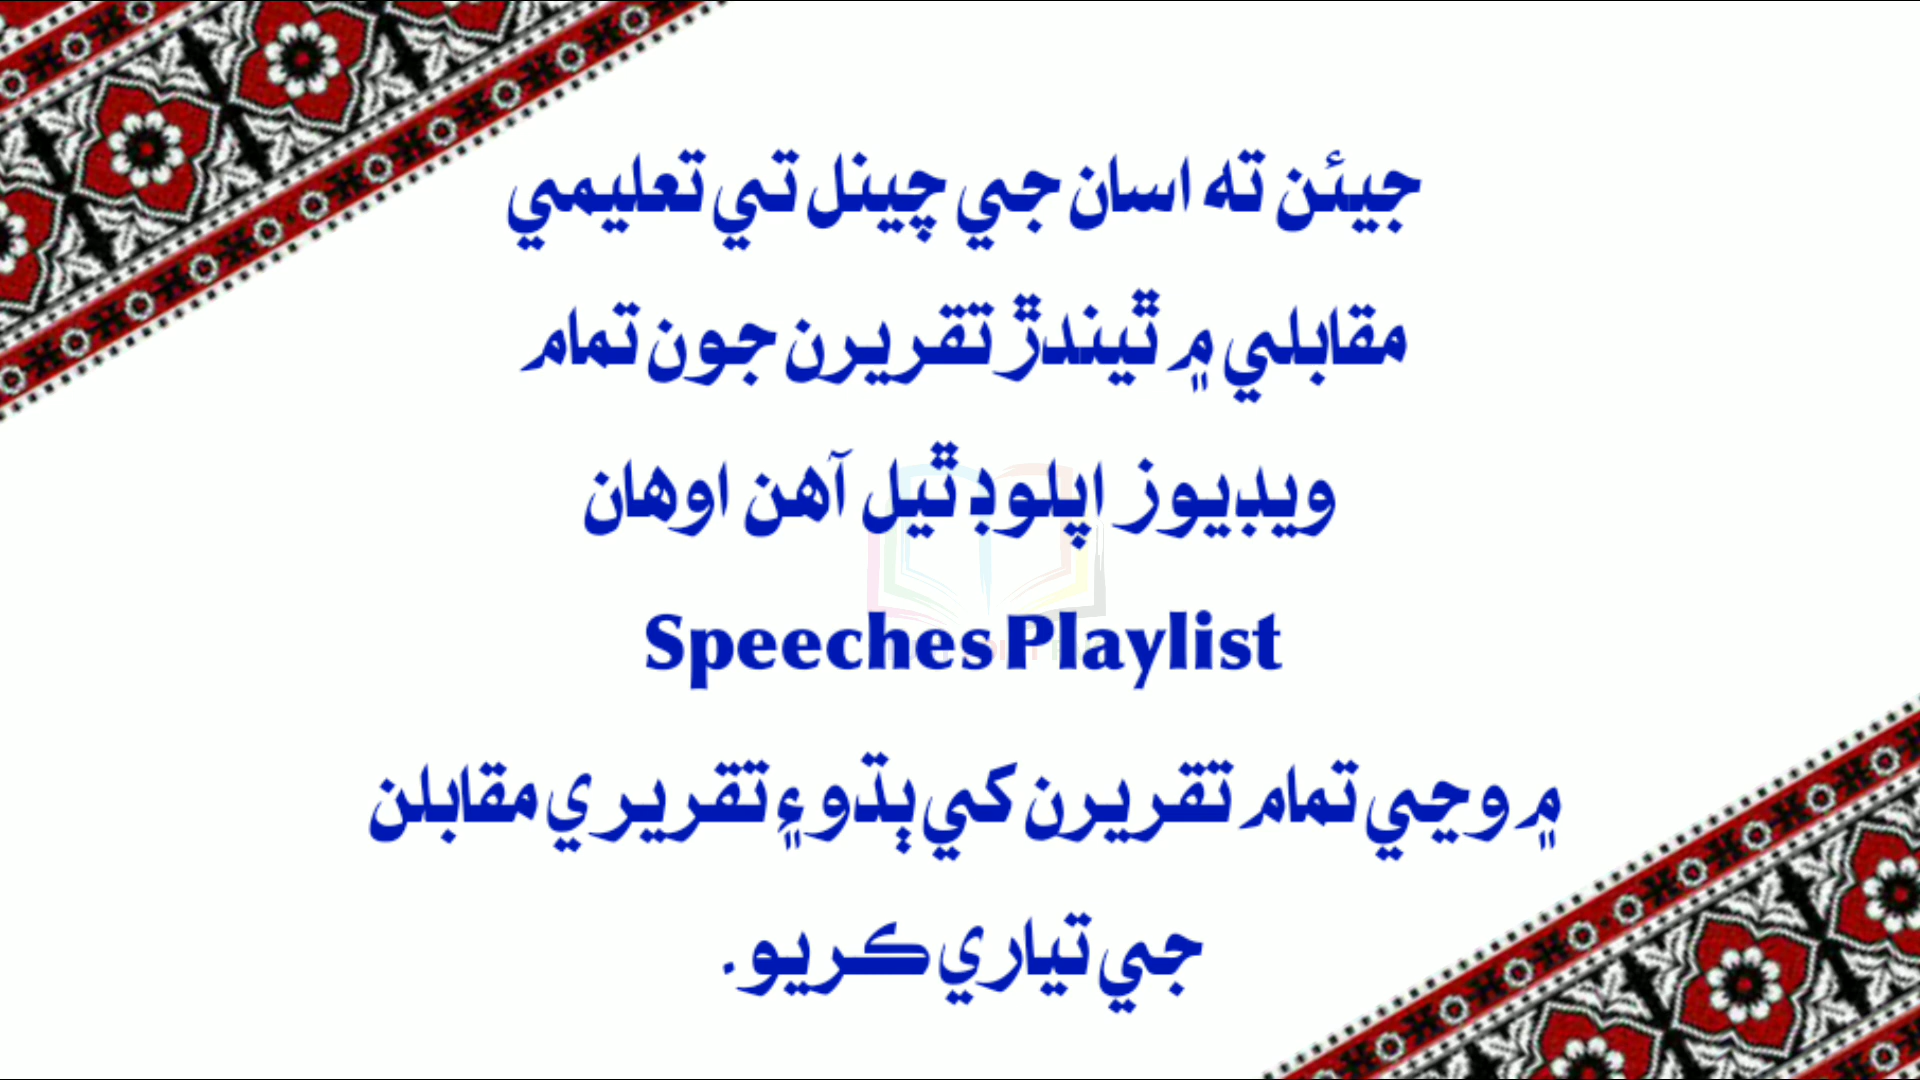 جيئن ته اسان جي چينل تي تعليمي
مقابلي ۾ ٿيندڙ تقريرن جون تمام
ويڊيوز اپلوڊ ٿيل آهن اوهان
Speeches Playlist
۾ وڃي تمام تقريرن کي ٻڌو ۽ تقريري مقابلن
جي تياري ڪريو.